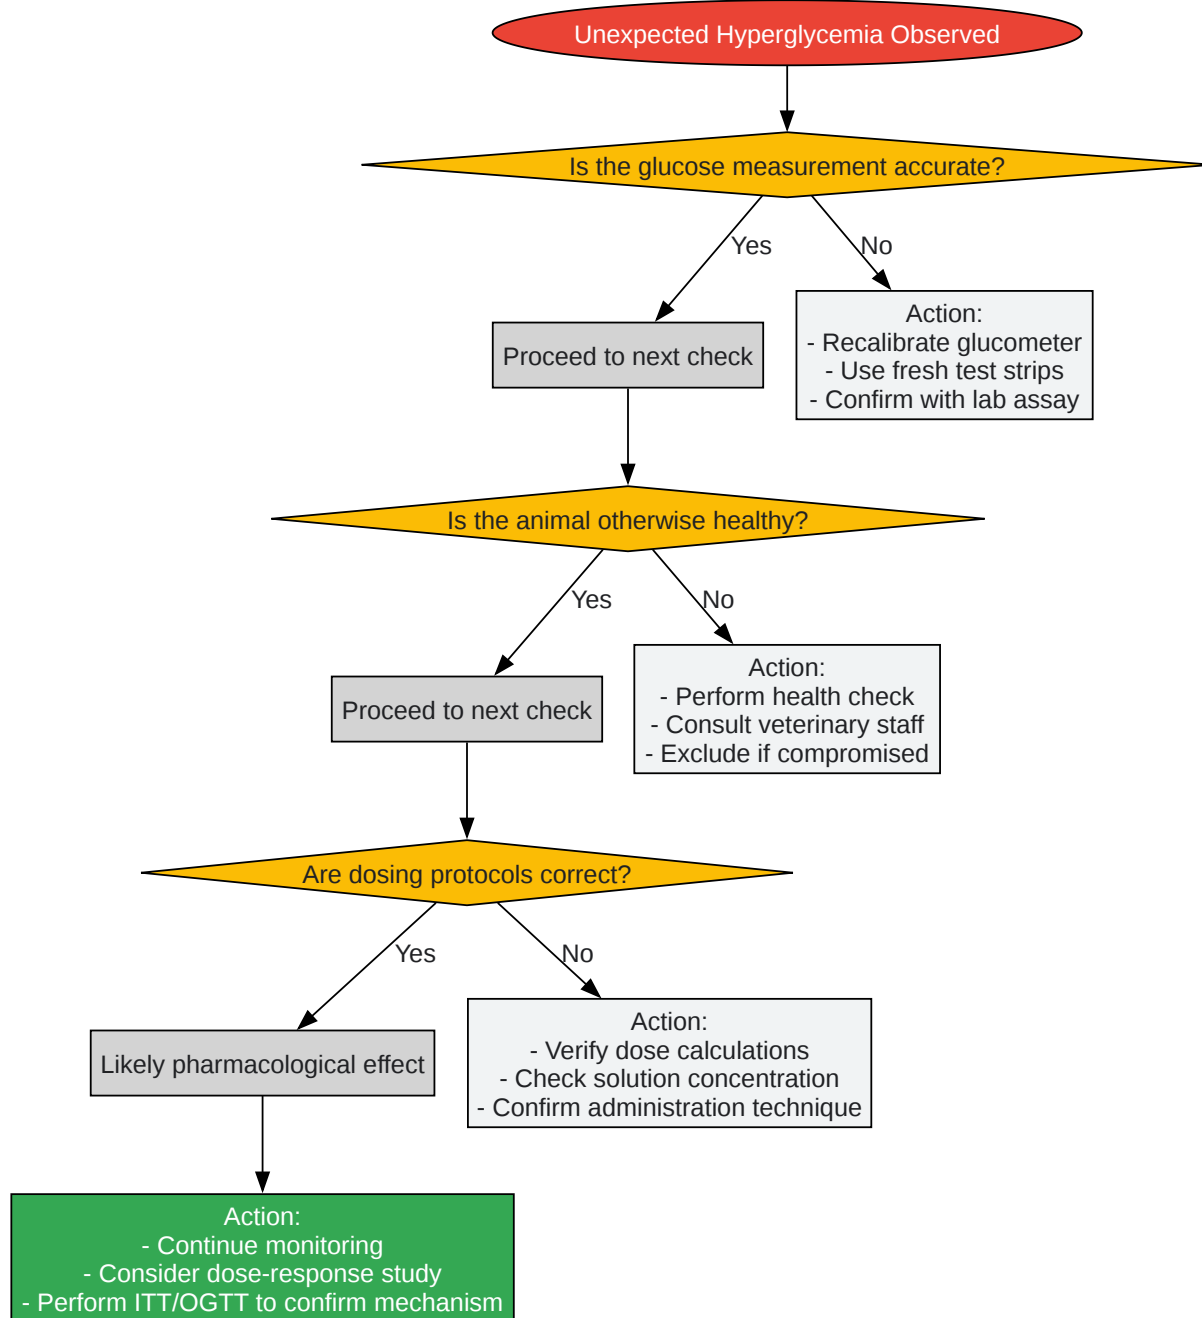 Unexpected Hyperglycemia Observed
Is the glucose measurement accurate?
Yes
No
Proceed to next check
Action:
- Recalibrate glucometer
- Use fresh test strips
- Confirm with lab assay
Is the animal otherwise healthy?
Yes
No
Proceed to next check
Action:
- Perform health check
- Consult veterinary staff
- Exclude if compromised
Are dosing protocols correct?
Yes
No
Likely pharmacological effect
Action:
- Verify dose calculations
- Check solution concentration
- Confirm administration technique
Action:
- Continue monitoring
- Consider dose-response study
- Perform ITT/OGTT to confirm mechanism